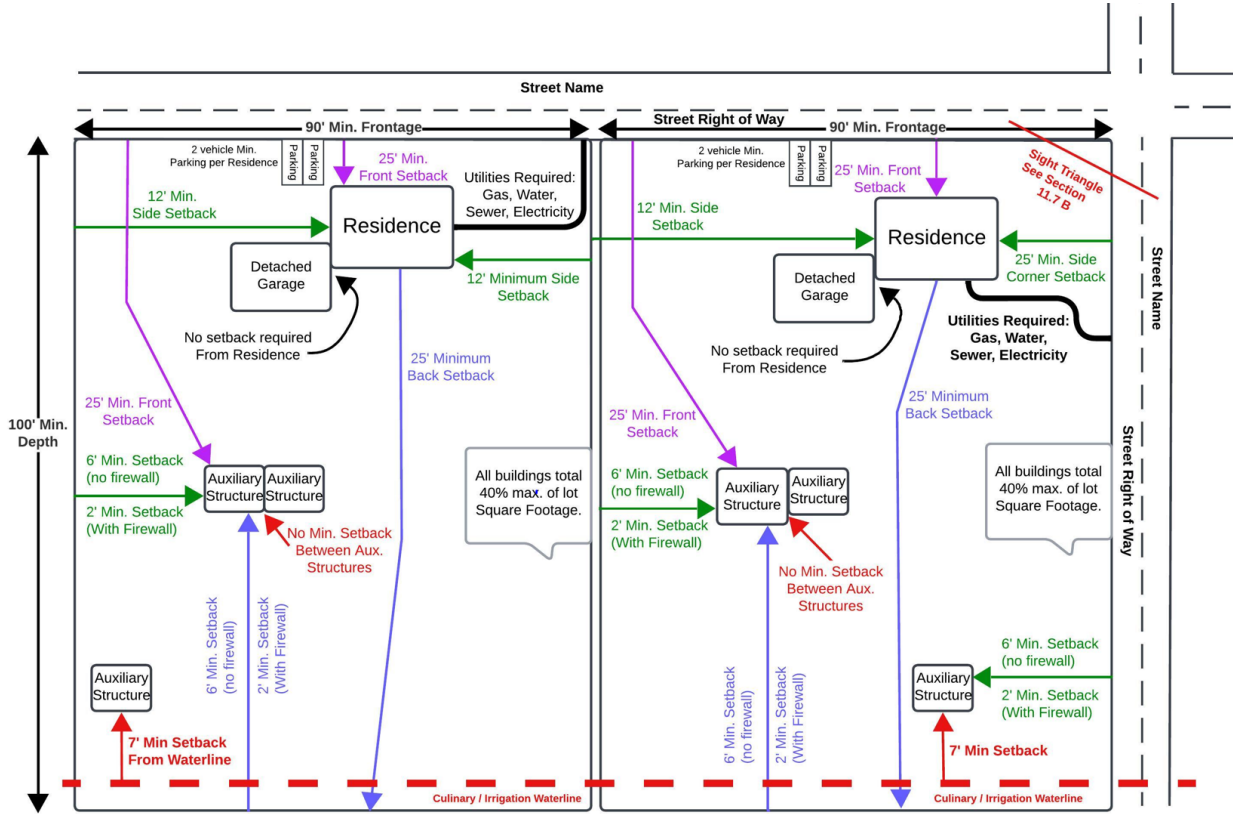 Street Name
Street Right of Way
90' Min. Frontage
90' Min. Frontage
2 vehicle Min.
Parking per Residence
Parking
Parking
25' Min.
Front Setback
Utilities Required:
Gas, Water,
Sewer, Electricity
12' Min.
Side Setback
Residence
12' Minimum Side
Setback
Detached
Garage
No setback required
From Residence
25' Minimum
Back Setback
100' Min.
Depth
25' Min. Front
Setback
6' Min. Setback
(no firewall)
2' Min. Setback
(With Firewall)
Auxiliary
Structure
Auxiliary
Structure
No Min. Setback
Between Aux.
Structures
All buildings total
40% max. of lot
Square Footage.
6' Min. Setback
(no firewall)
2' Min. Setback
(With Firewall)
Auxiliary
Structure
7' Min Setback
From Waterline
Culinary / Irrigation Waterline
2 vehicle Min.
Parking per Residence
Parking
Parking
25' Min. Front
Setback
Sight Triangle
See Section
11.7 B
12' Min. Side
Setback
Residence
25' Min. Side
Corner Setback
Detached
Garage
No setback required
From Residence
Utilities Required:
Gas, Water,
Sewer, Electricity
25' Minimum
Back Setback
25' Min. Front
Setback
6' Min. Setback
(no firewall)
2' Min. Setback
(With Firewall)
Auxiliary
Structure
Auxiliary
Structure
No Min. Setback
Between Aux.
Structures
All buildings total
40% max. of lot
Square Footage.
6' Min. Setback
(no firewall)
2' Min. Setback
(With Firewall)
6' Min. Setback
(no firewall)
2' Min. Setback
(With Firewall)
Auxiliary
Structure
7' Min Setback
Culinary / Irrigation Waterline
Street Name
Street Right of Way